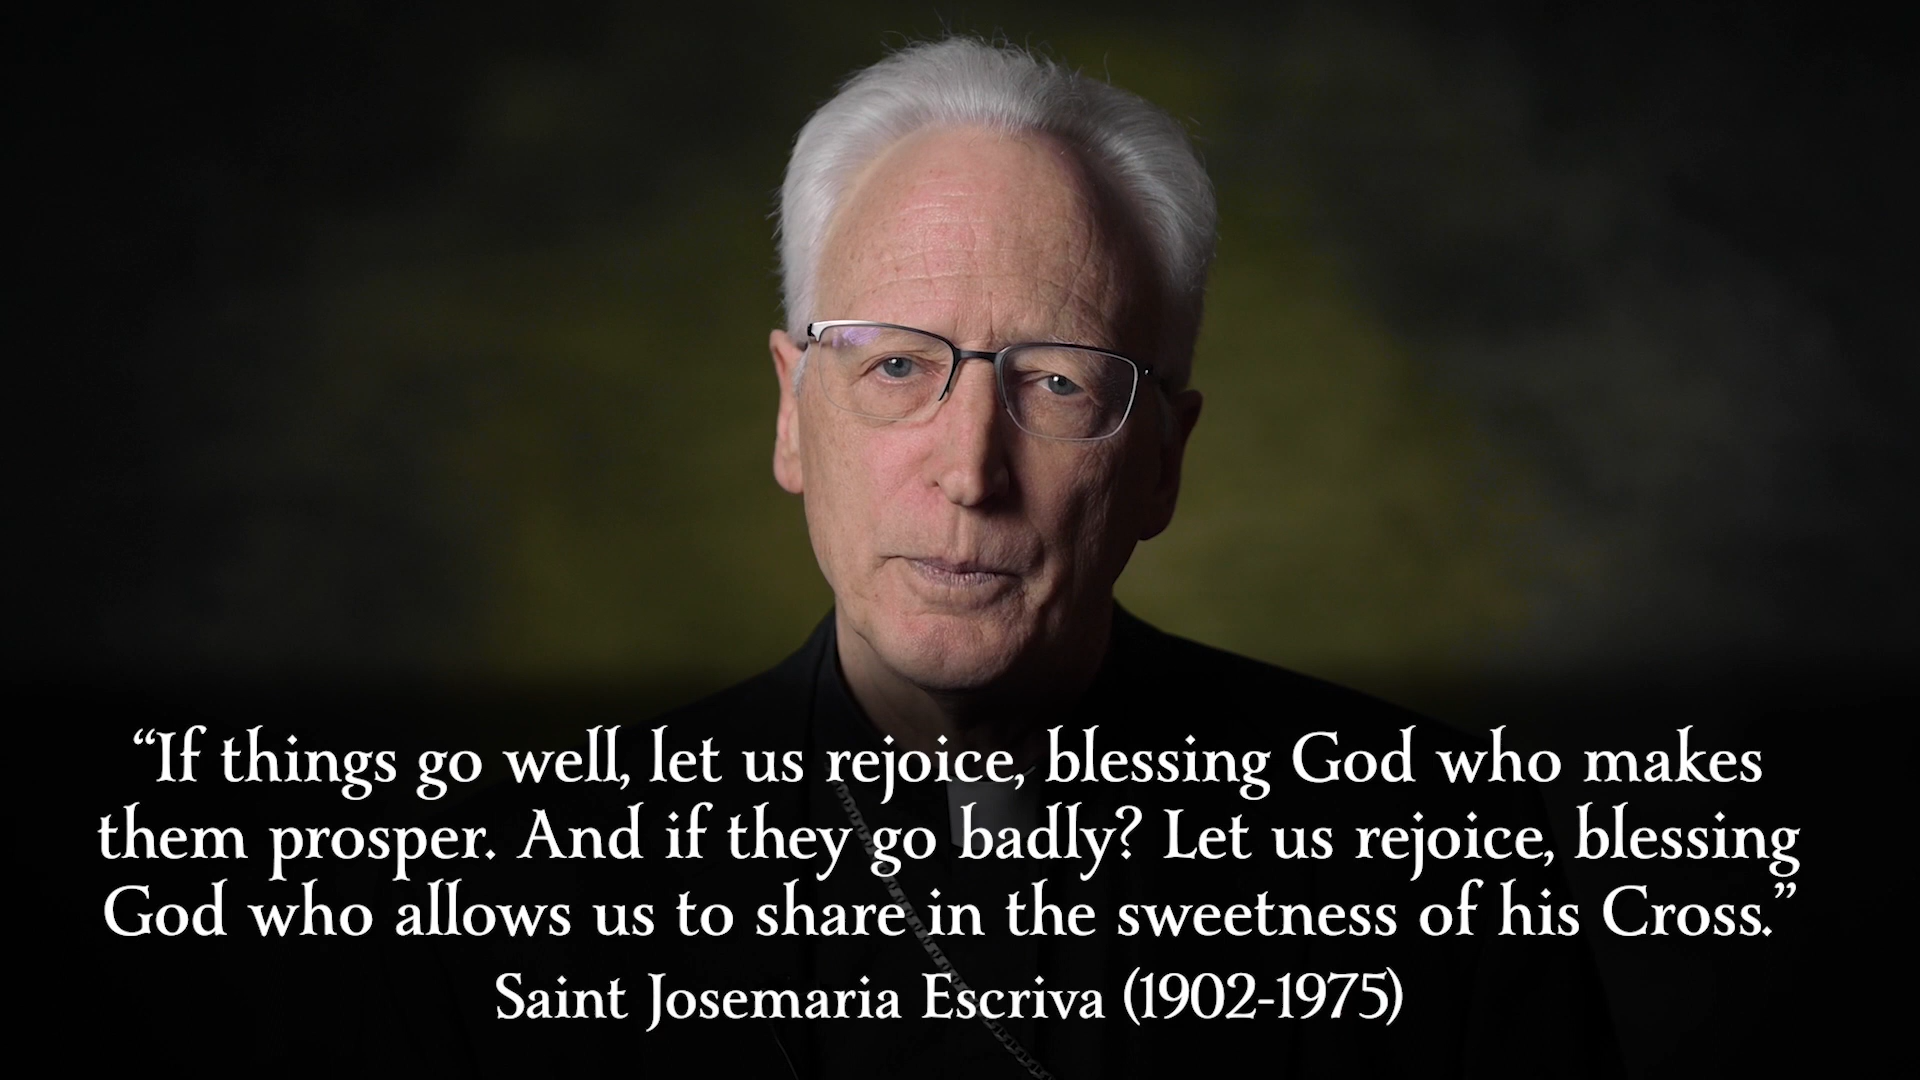 “If things go well, let us rejoice, blessing God who makes
them prosper. And if they go badly? Let us rejoice, blessing
God who allows us to share in the sweetness of his Cross.”
Saint Josemaria Escriva (1902-1975)